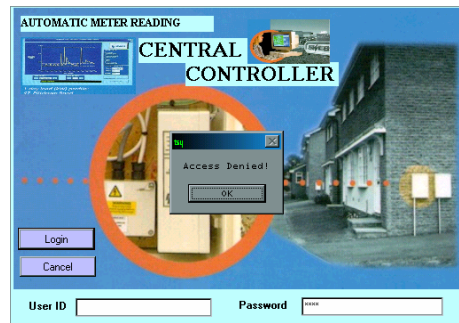 AUTOMATIC METER READING
CENTRAL
CONTROLLER
Access Denied!
OK
Login
Cancel
User ID
Password
****